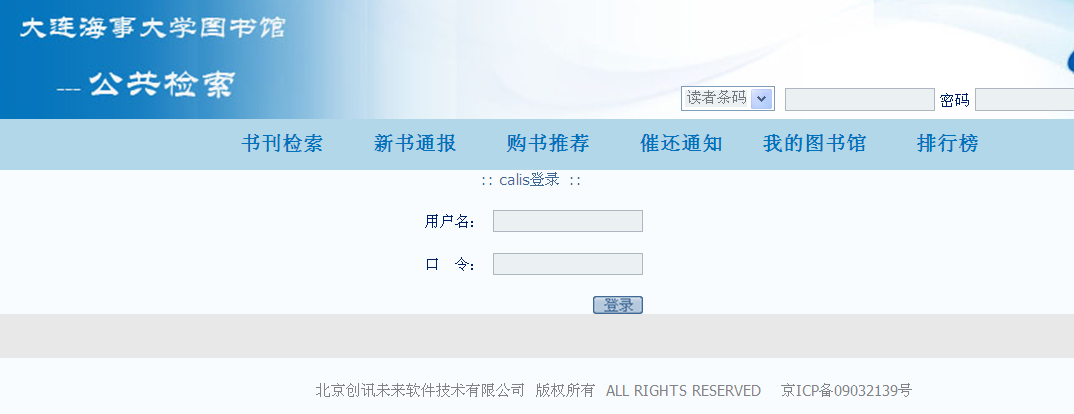 大连海事大学图书馆
--- 公共检索
读者条码 密码
书刊检索 新书通报 购书推荐 催还通知 我的图书馆 排行榜
:: calis登录 ::
用户名：
口 令：
登录
北京创讯未来软件技术有限公司 版权所有 ALL RIGHTS RESERVED 京ICP备09032139号